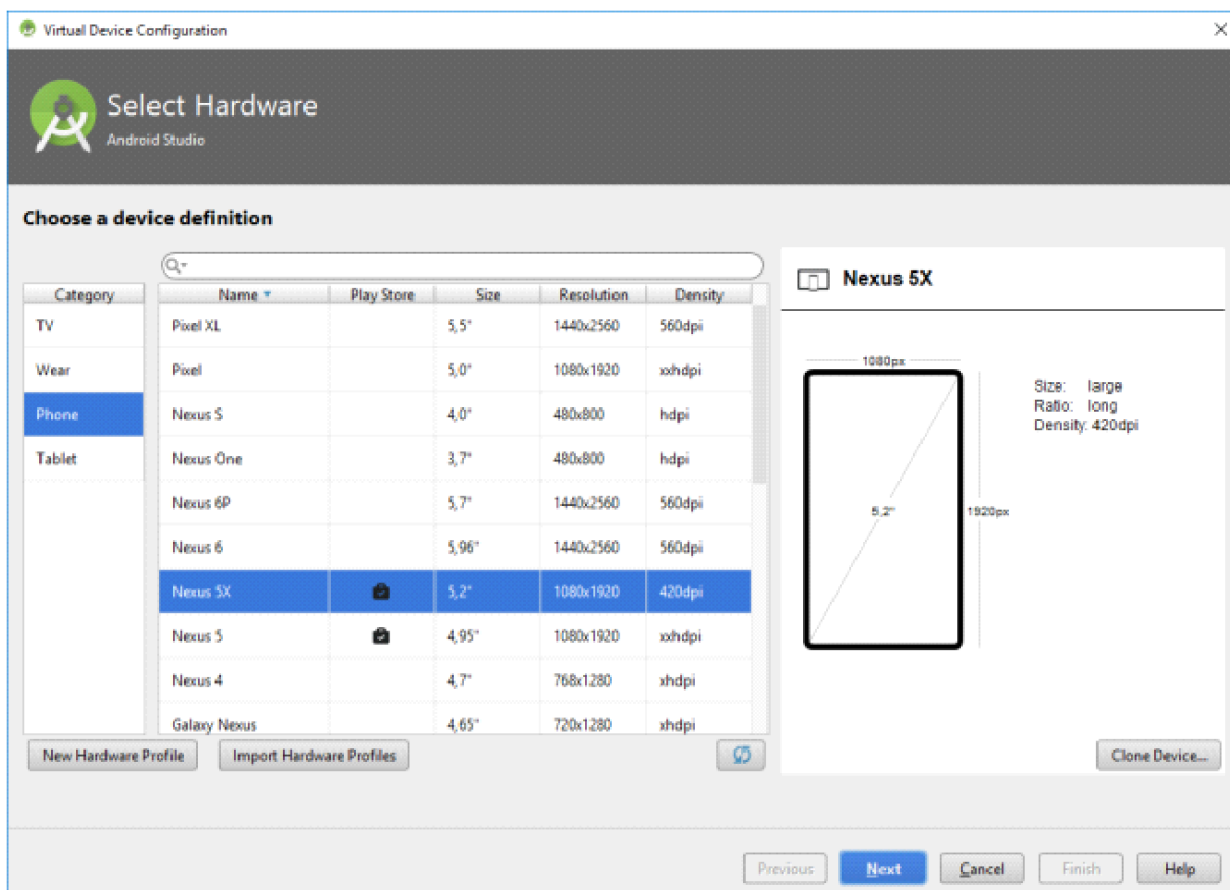 Virtual Device Configuration
Select Hardware
Android Studio
Choose a device definition
Category
TV
Wear
Phone
Tablet
Name Play Store Size Resolution Density
Pixel XL 5,5" 1440x2560 560dpi
Pixel 5,0" 1080x1920 xxhdpi
Nexus S 4,0" 480x800 hdpi
Nexus One 3,7" 480x800 hdpi
Nexus 6P 5,7" 1440x2560 560dpi
Nexus 6 5,96" 1440x2560 560dpi
Nexus 5X 5,2" 1080x1920 420dpi
Nexus 5 4,95" 1080x1920 xxhdpi
Nexus 4 4,7" 768x1280 xhdpi
Galaxy Nexus 4,65" 720x1280 xhdpi
New Hardware Profile Import Hardware Profiles
Nexus 5X
1080px
5,2"
1920px
Size: large
Ratio: long
Density: 420dpi
Clone Device...
Previous Next Cancel Finish Help